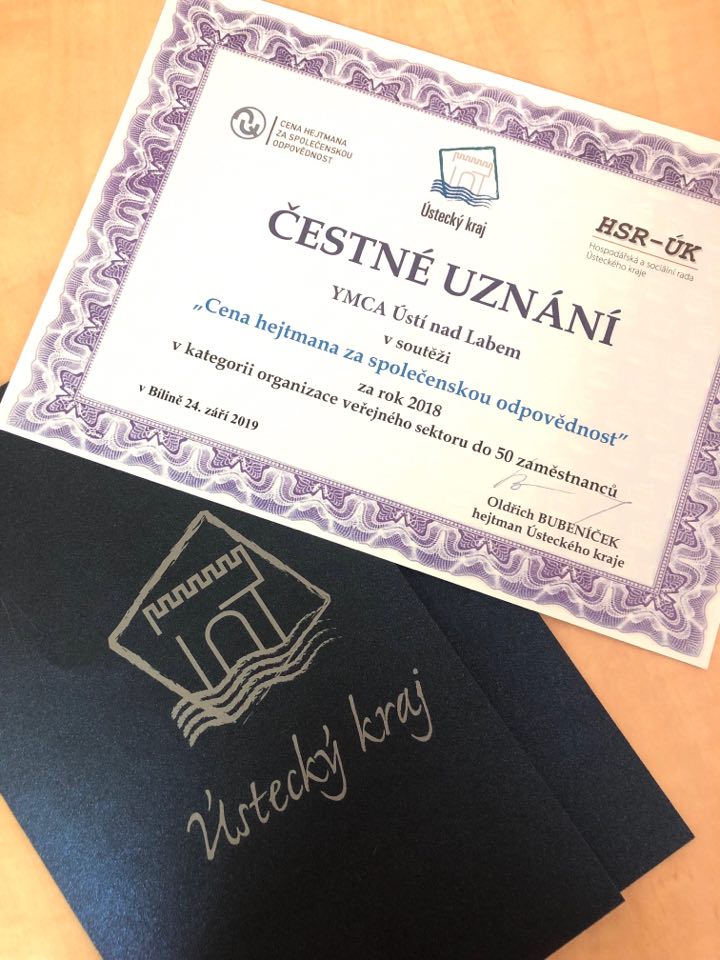 CENA HEJTMANA
ZA SPOLEČENSKOU
ODPOVĚDNOST
Ústecký kraj
HSR-ÚK
Hospodářská a sociální rada
Ústeckého kraje
ČESTNÉ UZNÁNÍ
YMCA Ústí nad Labem
v soutěži
„Cena hejtmana za společenskou odpovědnost"
za rok 2018
v kategorii organizace veřejného sektoru do 50 zaměstnanců
v Bílině 24. září 2019
Oldřich BUBENÍČEK
hejtman Ústeckého kraje
Ústecký kraj